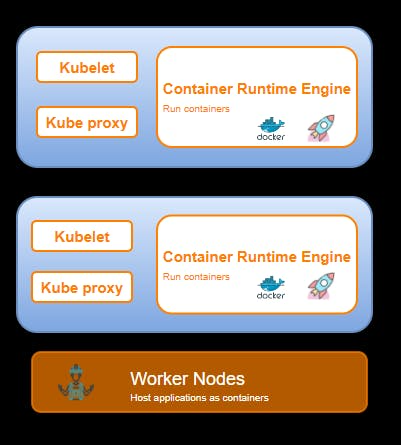 Kubelet
Container Runtime Engine
Run containers
Kube proxy
docker
Kubelet
Container Runtime Engine
Run containers
Kube proxy
docker
Worker Nodes
Host applications as containers